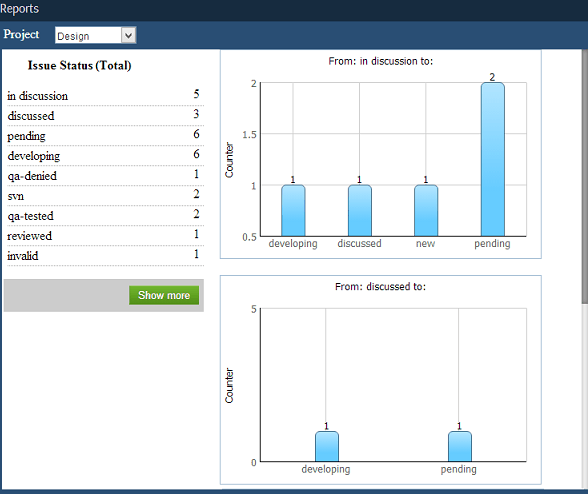 Reports
Project Design
Issue Status (Total)
in discussion 5
discussed 3
pending 6
developing 6
qa-denied 1
svn 2
qa-tested 2
reviewed 1
invalid 1
Show more
From: in discussion to:
Counter
2
1.5
1
0.5
1 1 1 2
developing discussed new pending
From: discussed to:
Counter
5
0
1 1
developing pending